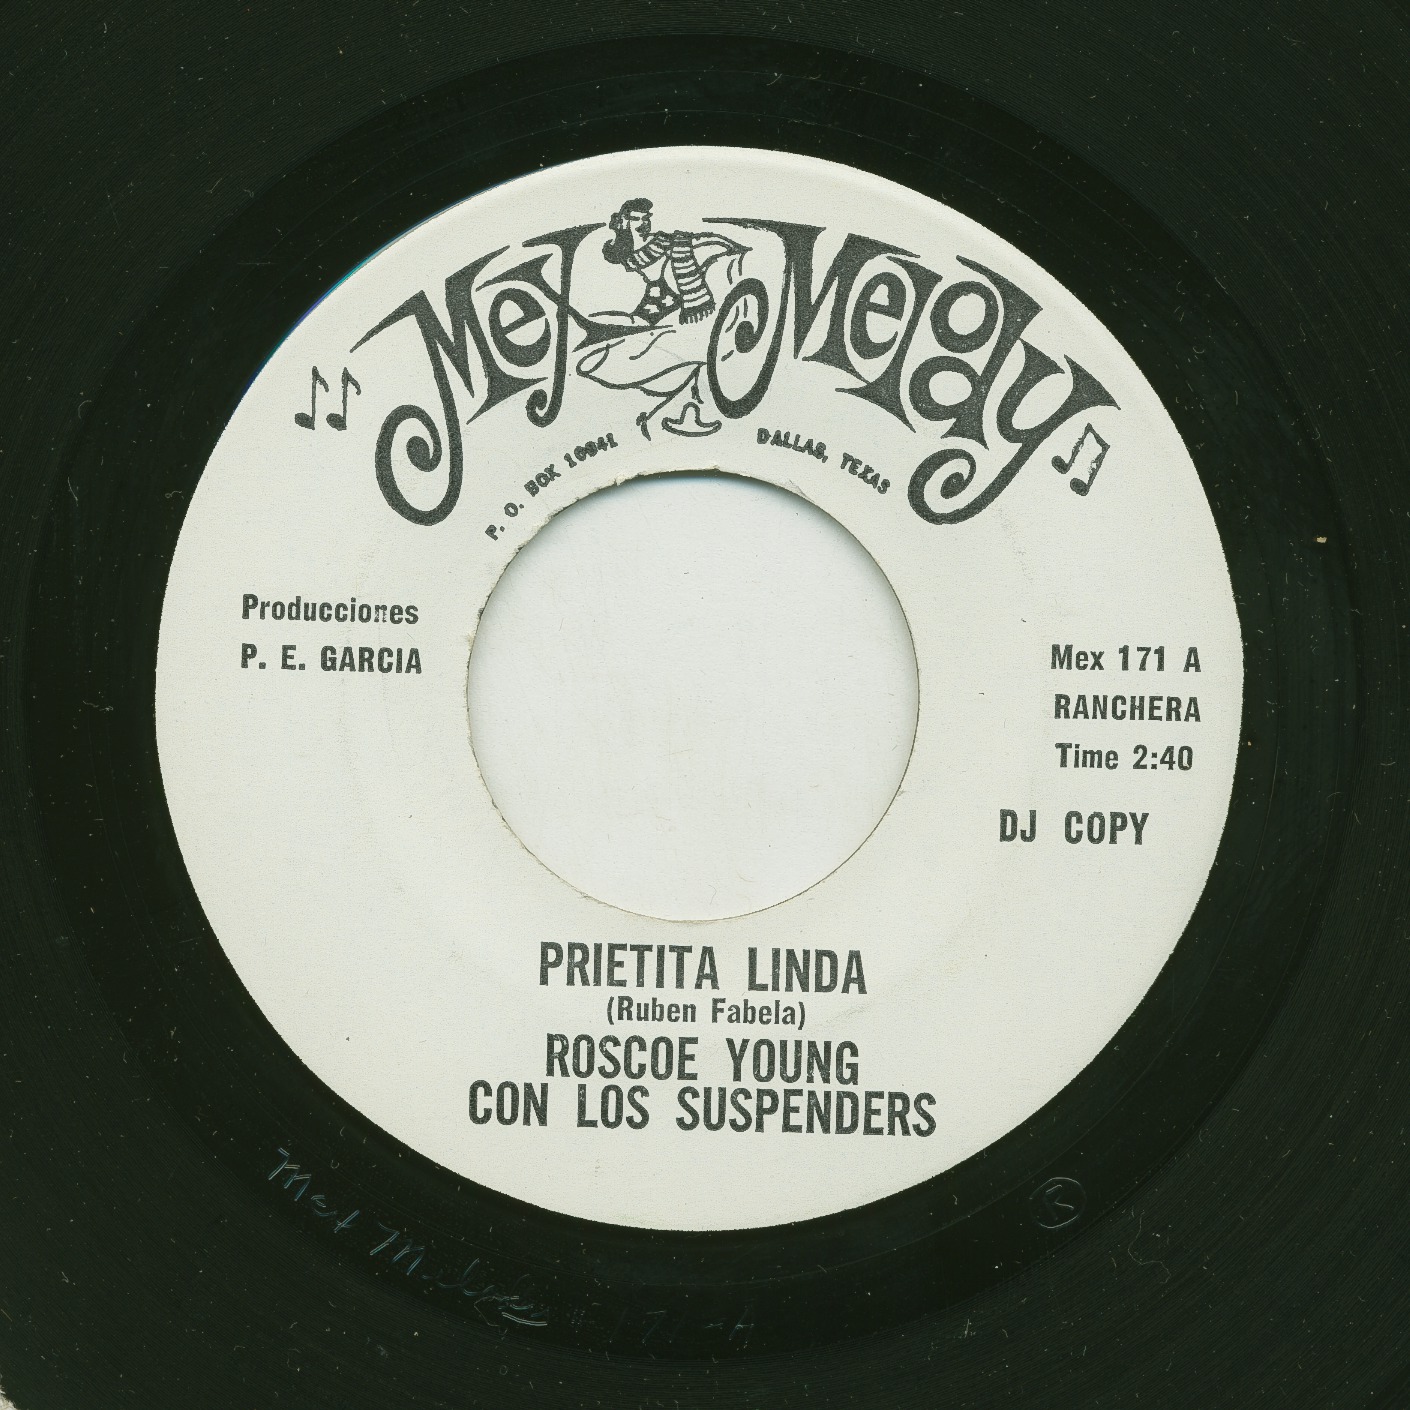 Mex Melody
P. O. BOX 10941 DALLAS, TEXAS
Producciones
P. E. GARCIA
Mex 171 A
RANCHERA
Time 2:40
DJ COPY
PRIETITA LINDA
(Ruben Fabela)
ROSCOE YOUNG
CON LOS SUSPENDERS
171-A